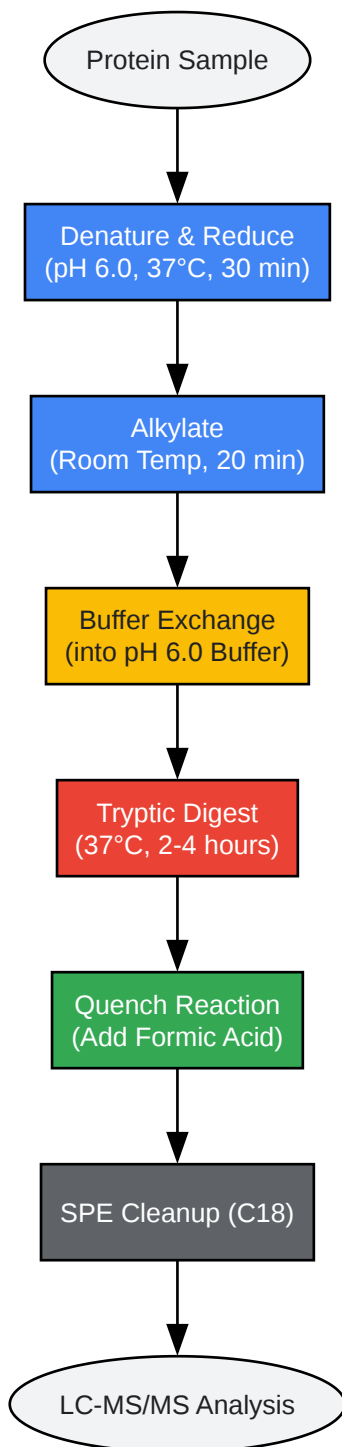 Protein Sample
Denature & Reduce
(pH 6.0, 37°C, 30 min)
Alkylate
(Room Temp, 20 min)
Buffer Exchange
(into pH 6.0 Buffer)
Tryptic Digest
(37°C, 2-4 hours)
Quench Reaction
(Add Formic Acid)
SPE Cleanup (C18)
LC-MS/MS Analysis